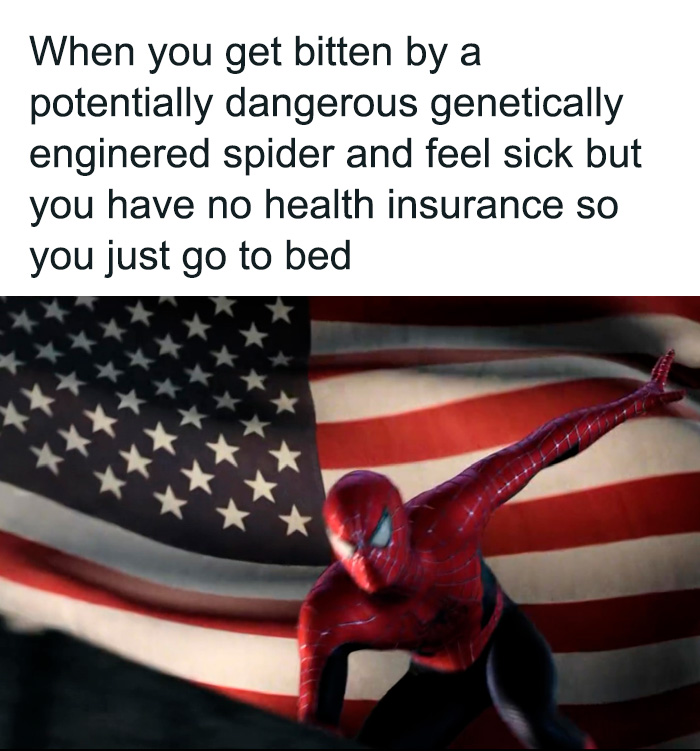 When you get bitten by a
potentially dangerous genetically
enginered spider and feel sick but
you have no health insurance so
you just go to bed